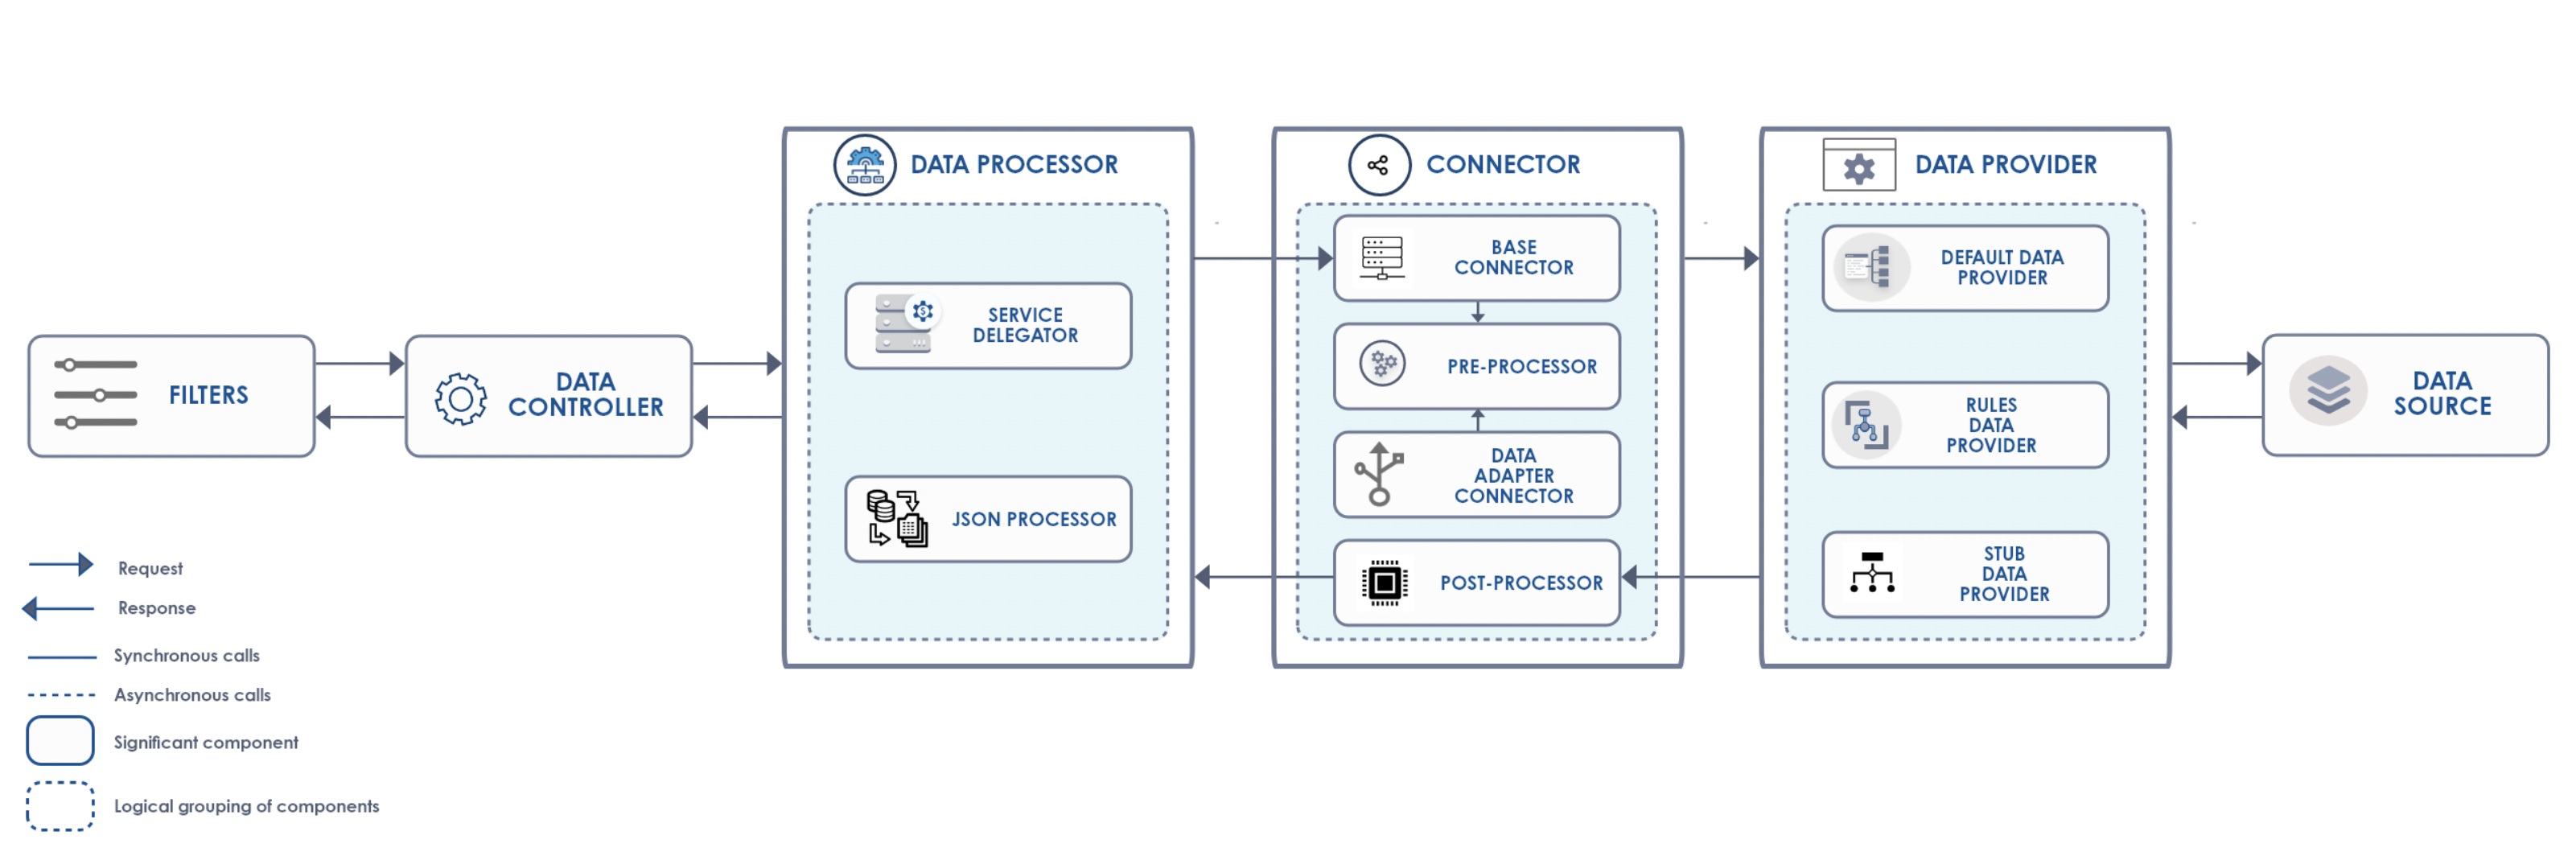 DATA PROCESSOR
CONNECTOR
DATA PROVIDER
FILTERS
DATA
CONTROLLER
SERVICE
DELEGATOR
JSON PROCESSOR
BASE
CONNECTOR
PRE-PROCESSOR
DATA
ADAPTER
CONNECTOR
POST-PROCESSOR
DEFAULT DATA
PROVIDER
RULES
DATA
PROVIDER
STUB
DATA
PROVIDER
DATA
SOURCE
Request
Response
Synchronous calls
Asynchronous calls
Significant component
Logical grouping of components